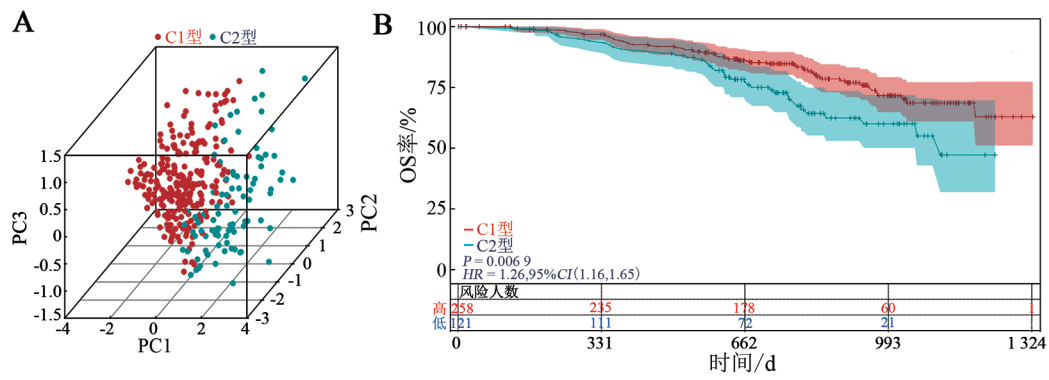 A
C1型 C2型
1.5
1.0
0.5
0
-0.5
-1.0
-1.5
PC3
-4 -2 0 2 4
PC1
-3
-2
-1
0
1
2
3
PC2
B
100
75
50
25
0
OS率/%
C1型
C2型
P = 0.006 9
HR = 1.26,95%CI(1.16,1.65)
风险人数
高 258 235 178 60 1
低 121 111 72 21
0 331 662 993 1 324
时间/d